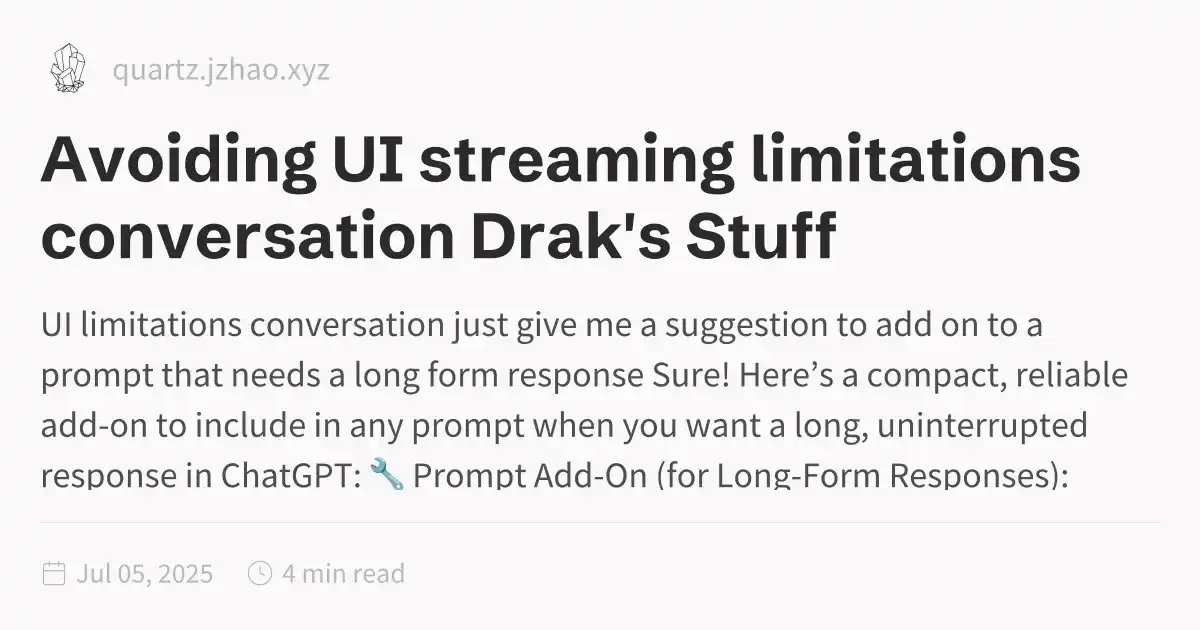 quartz.jzhao.xyz
Avoiding UI streaming limitations
conversation Drak's Stuff
UI limitations conversation just give me a suggestion to add on to a
prompt that needs a long form response Sure! Here’s a compact, reliable
add-on to include in any prompt when you want a long, uninterrupted
response in ChatGPT: 🔧 Prompt Add-On (for Long-Form Responses):
Jul 05, 2025
4 min read